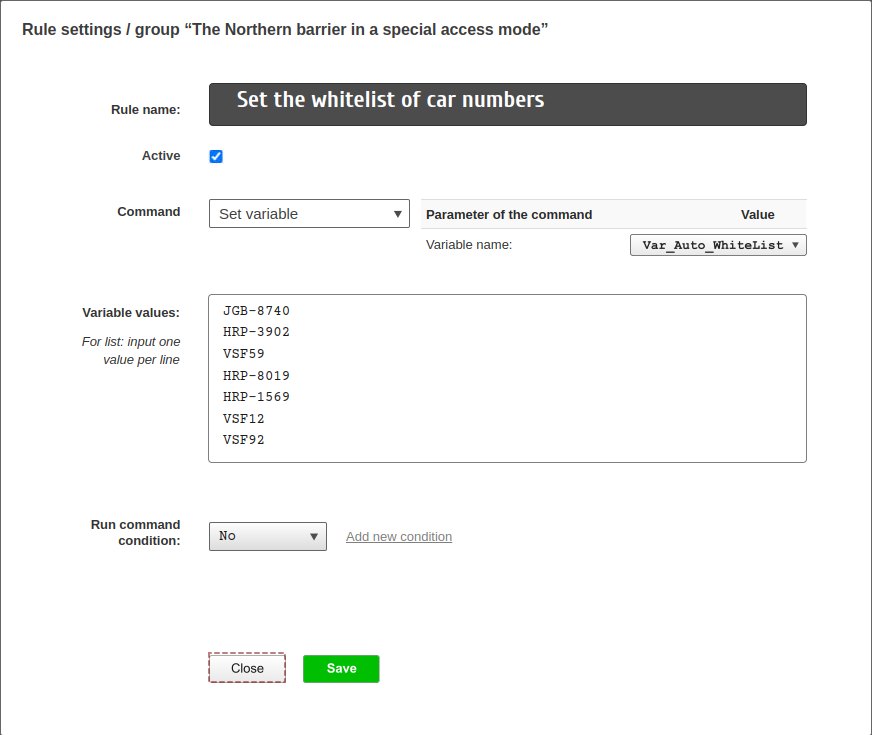 Rule settings / group “The Northern barrier in a special access mode”
Rule name:
Set the whitelist of car numbers
Active
Command
Set variable
Parameter of the command
Value
Variable name:
Var_Auto_WhiteList
Variable values:
For list: input one
value per line
JGB-8740
HRP-3902
VSF59
HRP-8019
HRP-1569
VSF12
VSF92
Run command
condition:
No
Add new condition
Close
Save